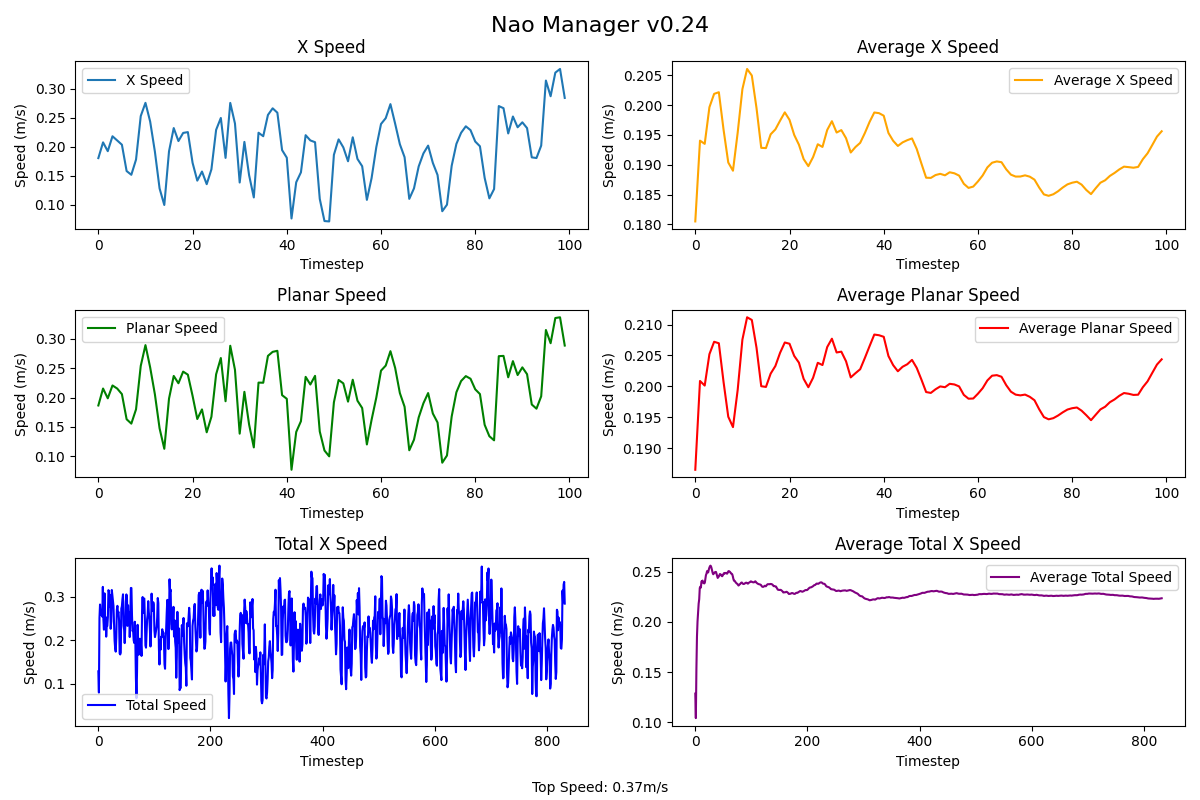 Nao Manager v0.24
X Speed
Speed (m/s)
0.30
0.25
0.20
0.15
0.10
X Speed
0
20
40
60
80
100
Timestep
Average X Speed
Speed (m/s)
0.205
0.200
0.195
0.190
0.185
0.180
Average X Speed
0
20
40
60
80
100
Timestep
Planar Speed
Speed (m/s)
0.30
0.25
0.20
0.15
0.10
Planar Speed
0
20
40
60
80
100
Timestep
Average Planar Speed
Speed (m/s)
0.210
0.205
0.200
0.195
0.190
Average Planar Speed
0
20
40
60
80
100
Timestep
Total X Speed
Speed (m/s)
0.3
0.2
0.1
Total Speed
0
200
400
600
800
Timestep
Average Total X Speed
Speed (m/s)
0.25
0.20
0.15
0.10
Average Total Speed
0
200
400
600
800
Timestep
Top Speed: 0.37m/s